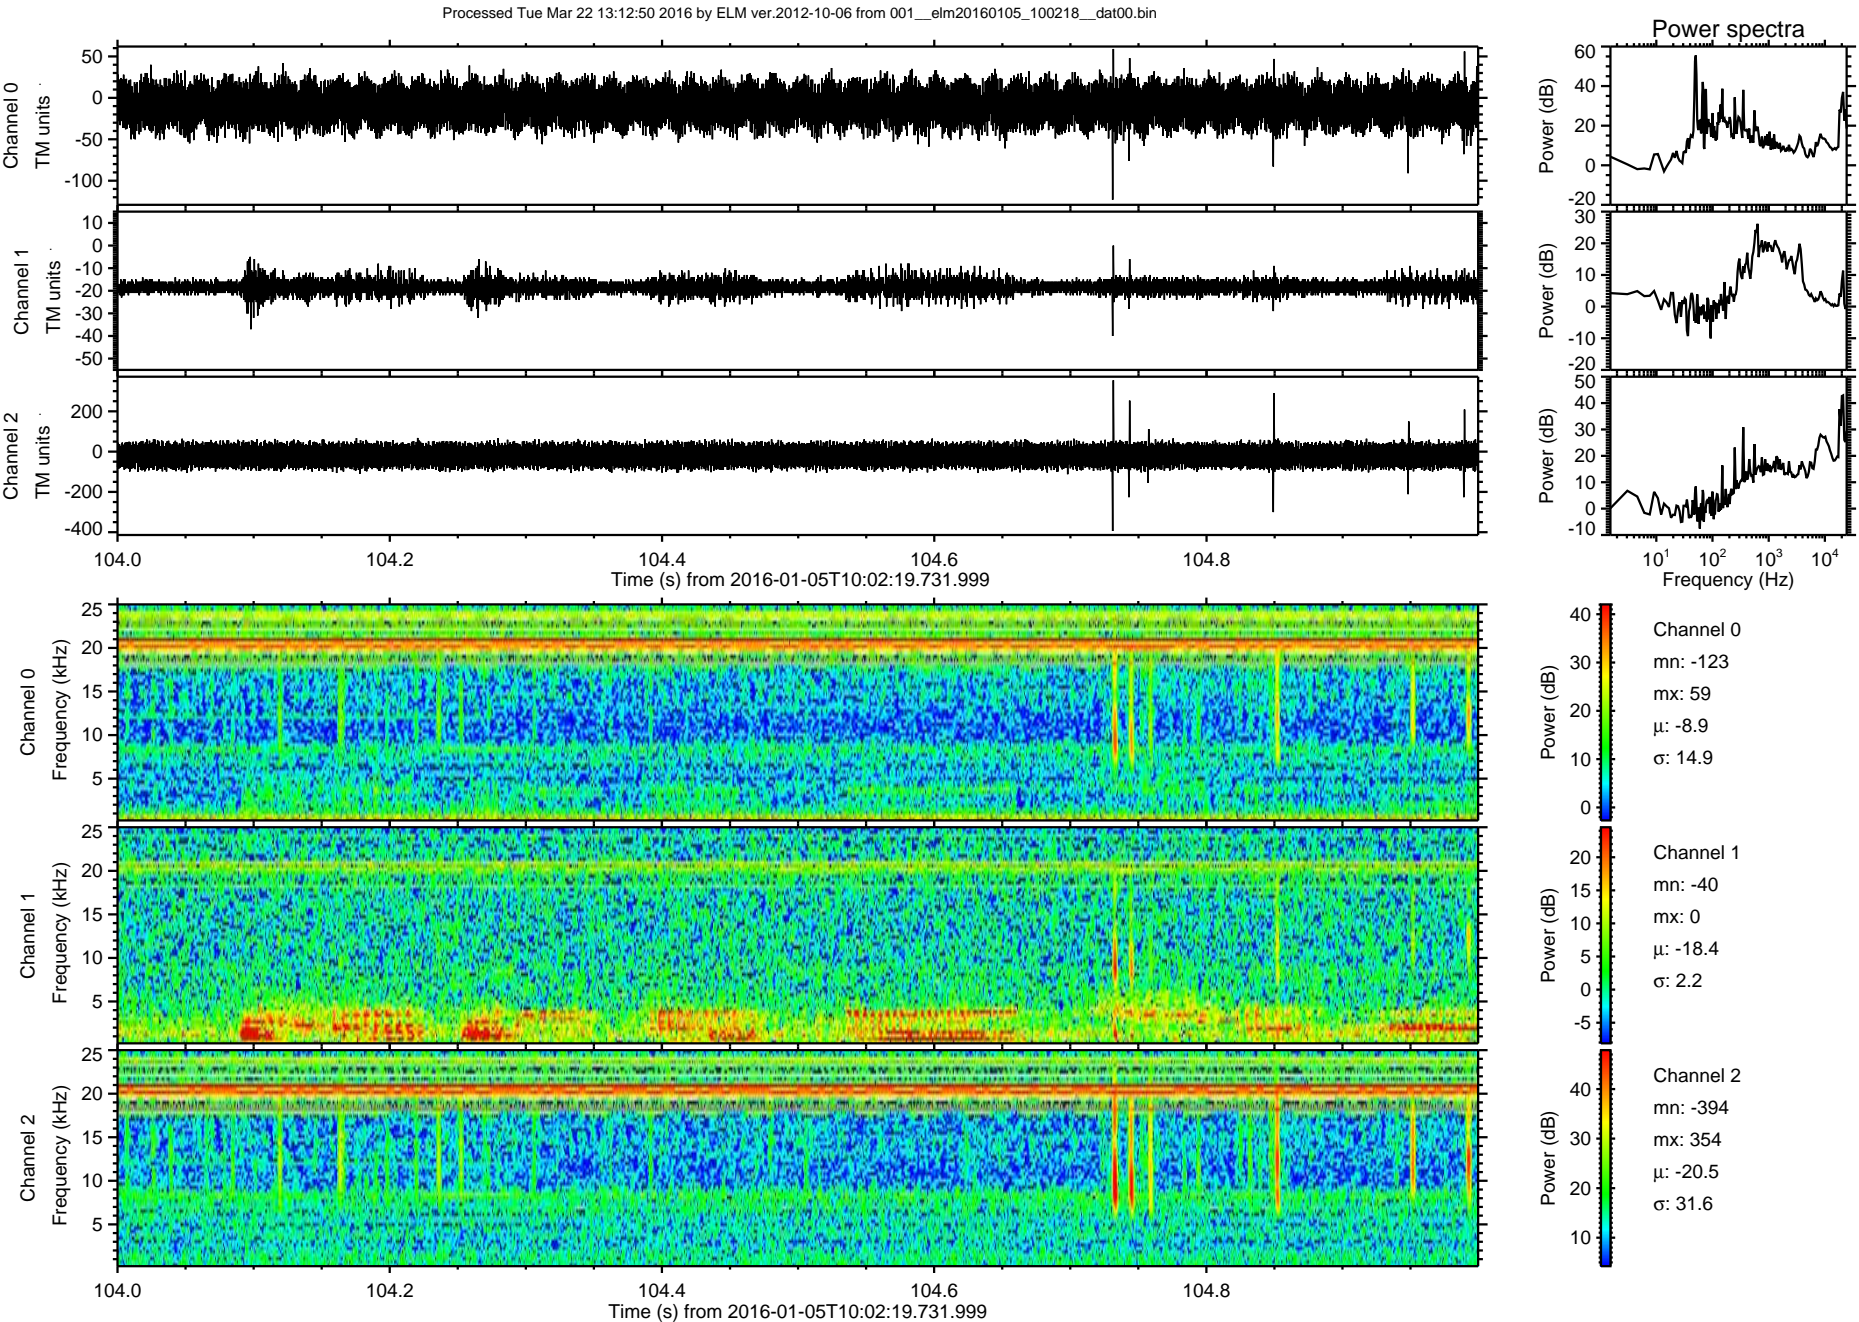 Processed Tue Mar 22 13:12:50 2016 by ELM ver.2012-10-06 from 001__elm20160105_100218__dat00.bin
Power spectra
Channel 0
TM units
50
0
-50
-100
Power (dB)
60
40
20
0
-20
Channel 1
TM units
10
0
-10
-20
-30
-40
-50
Power (dB)
30
20
10
0
-10
-20
Channel 2
TM units
200
0
-200
-400
Power (dB)
50
40
30
20
10
0
-10
104.0 104.2 104.4 104.6 104.8
Time (s) from 2016-01-05T10:02:19.731.999
10¹ 10² 10³ 10⁴
Frequency (Hz)
Channel 0
Frequency (kHz)
25
20
15
10
5
Power (dB)
40
30
20
10
0
Channel 0
mn: -123
mx: 59
μ: -8.9
σ: 14.9
Channel 1
Frequency (kHz)
25
20
15
10
5
Power (dB)
20
15
10
5
0
-5
Channel 1
mn: -40
mx: 0
μ: -18.4
σ: 2.2
Channel 2
Frequency (kHz)
25
20
15
10
5
Power (dB)
40
30
20
10
Channel 2
mn: -394
mx: 354
μ: -20.5
σ: 31.6
104.0 104.2 104.4 104.6 104.8
Time (s) from 2016-01-05T10:02:19.731.999